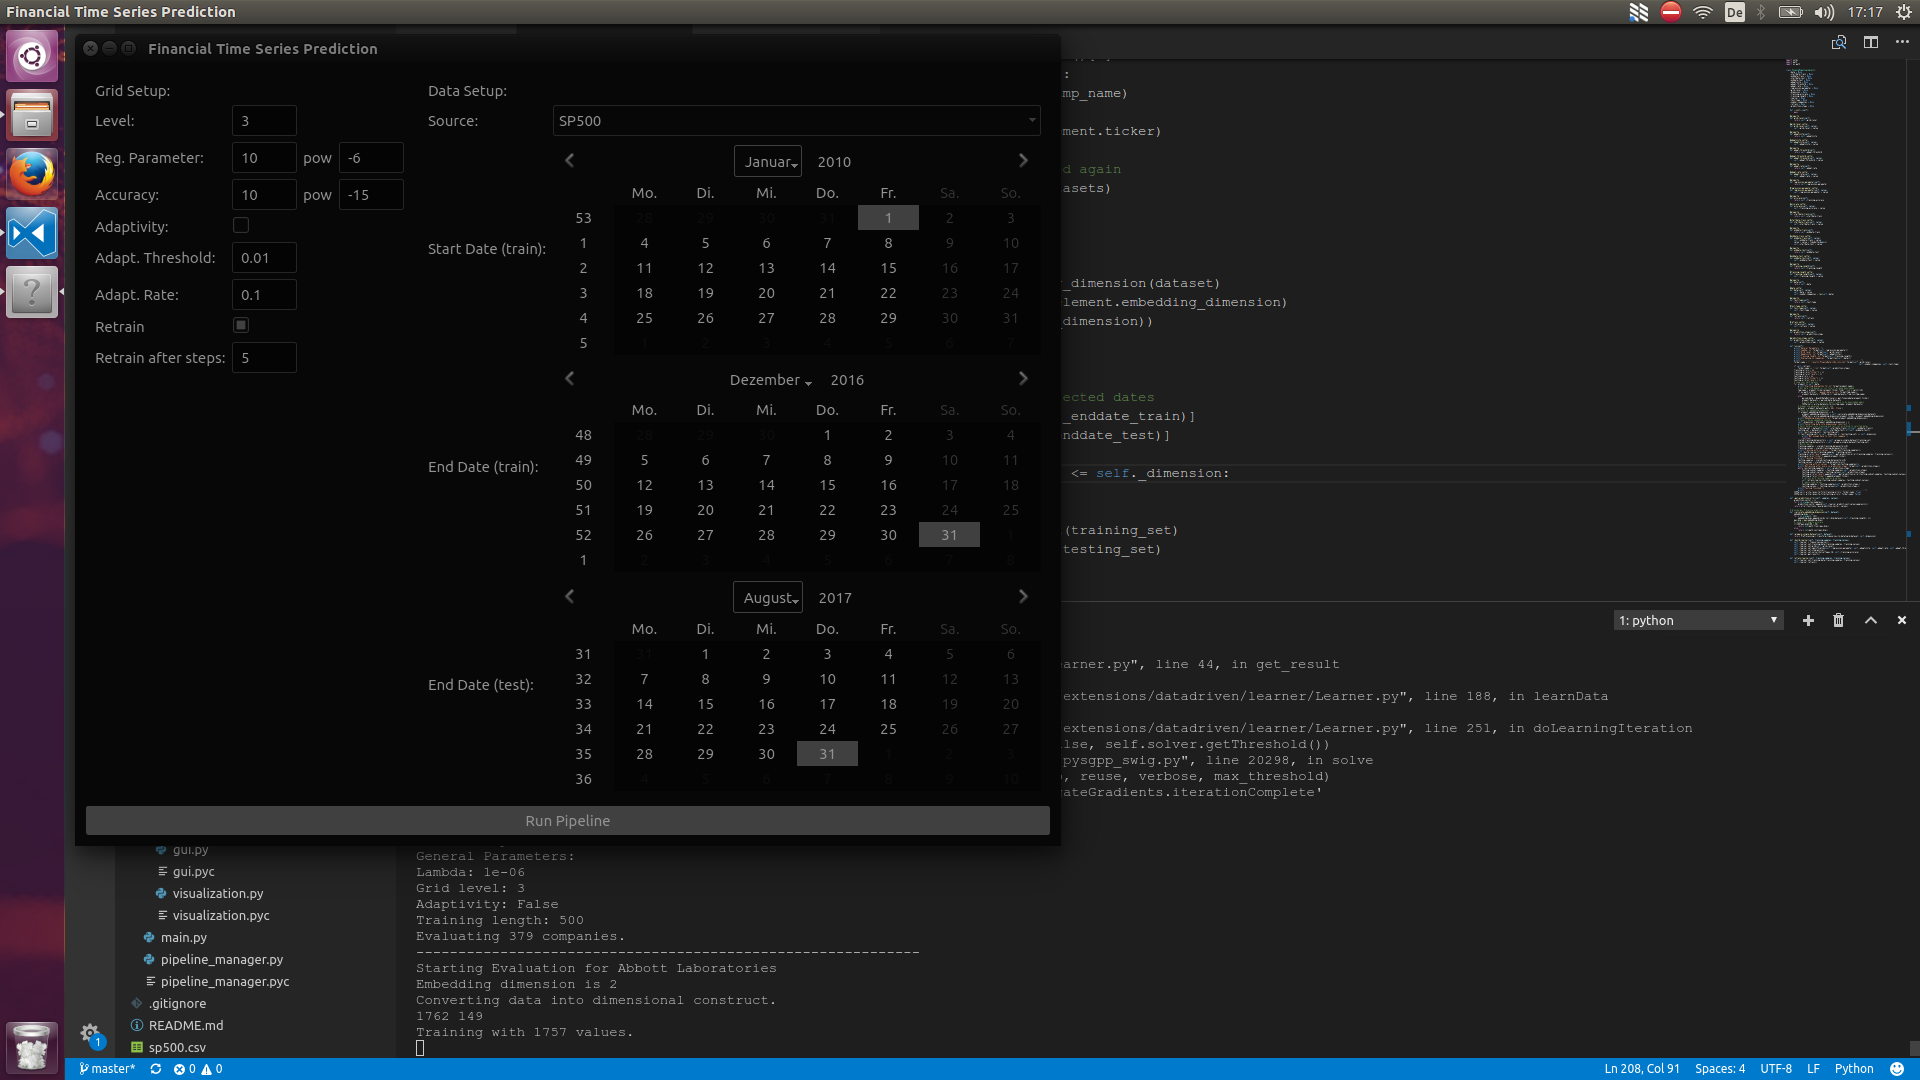 Financial Time Series Prediction
De
17:17
Financial Time Series Prediction
Grid Setup:
Level: 3
Reg. Parameter: 10 pow -6
Accuracy: 10 pow -15
Adaptivity:
Adapt. Threshold: 0.01
Adapt. Rate: 0.1
Retrain
Retrain after steps: 5
Data Setup:
Source: SP500
Start Date (train):
Januar 2010
Mo. Di. Mi. Do. Fr. Sa. So.
53 28 29 30 31 1 2 3
1 4 5 6 7 8 9 10
2 11 12 13 14 15 16 17
3 18 19 20 21 22 23 24
4 25 26 27 28 29 30 31
5 1 2 3 4 5 6 7
End Date (train):
Dezember 2016
Mo. Di. Mi. Do. Fr. Sa. So.
48 28 29 30 1 2 3 4
49 5 6 7 8 9 10 11
50 12 13 14 15 16 17 18
51 19 20 21 22 23 24 25
52 26 27 28 29 30 31 1
1 2 3 4 5 6 7 8
End Date (test):
August 2017
Mo. Di. Mi. Do. Fr. Sa. So.
31 31 1 2 3 4 5 6
32 7 8 9 10 11 12 13
33 14 15 16 17 18 19 20
34 21 22 23 24 25 26 27
35 28 29 30 31 1 2 3
36 4 5 6 7 8 9 10
Run Pipeline
:
mp_name)
ment.ticker)
d again
asets)
_dimension(dataset)
lement.embedding_dimension)
dimension))
ected dates
_enddate_train)]
nddate_test)]
<= self._dimension:
(training_set)
testing_set)
1: python
arner.py", line 44, in get_result
extensions/datadriven/learner/Learner.py", line 188, in learnData
extensions/datadriven/learner/Learner.py", line 251, in doLearningIteration
lse, self.solver.getThreshold())
pysgpp_swig.py", line 20298, in solve
, reuse, verbose, max_threshold)
ateGradients.iterationComplete'
General Parameters:
Lambda: 1e-06
Grid level: 3
Adaptivity: False
Training length: 500
Evaluating 379 companies.
------------------------------------------------------------
Starting Evaluation for Abbott Laboratories
Embedding dimension is 2
Converting data into dimensional construct.
1762 149
Training with 1757 values.
gui.py
gui.pyc
visualization.py
visualization.pyc
main.py
pipeline_manager.py
pipeline_manager.pyc
.gitignore
README.md
sp500.csv
1
master* 0 0
Ln 208, Col 91 Spaces: 4 UTF-8 LF Python